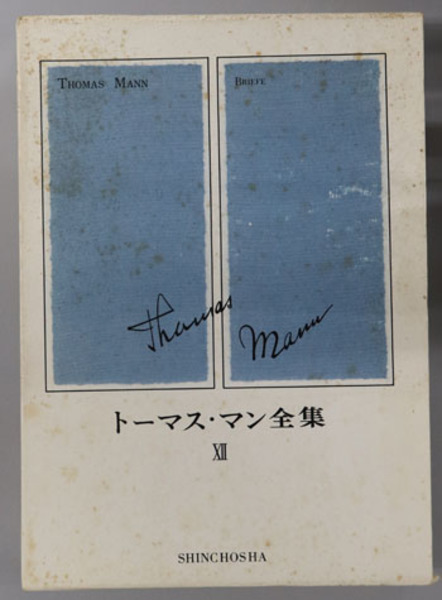 THOMAS MANN
BRIEFE
Thomas
Mann
トーマス・マン全集
XII
SHINCHOSHA